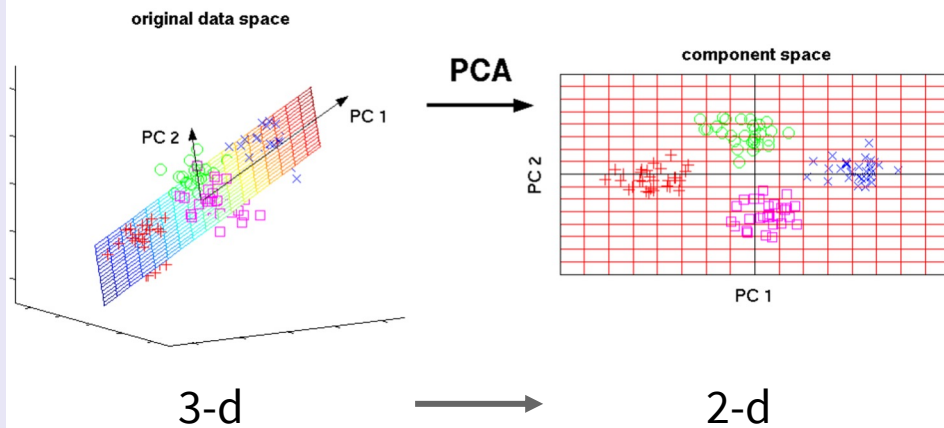 original data space
PCA
component space
PC 1
PC 2
PC 2
PC 1
3-d
2-d